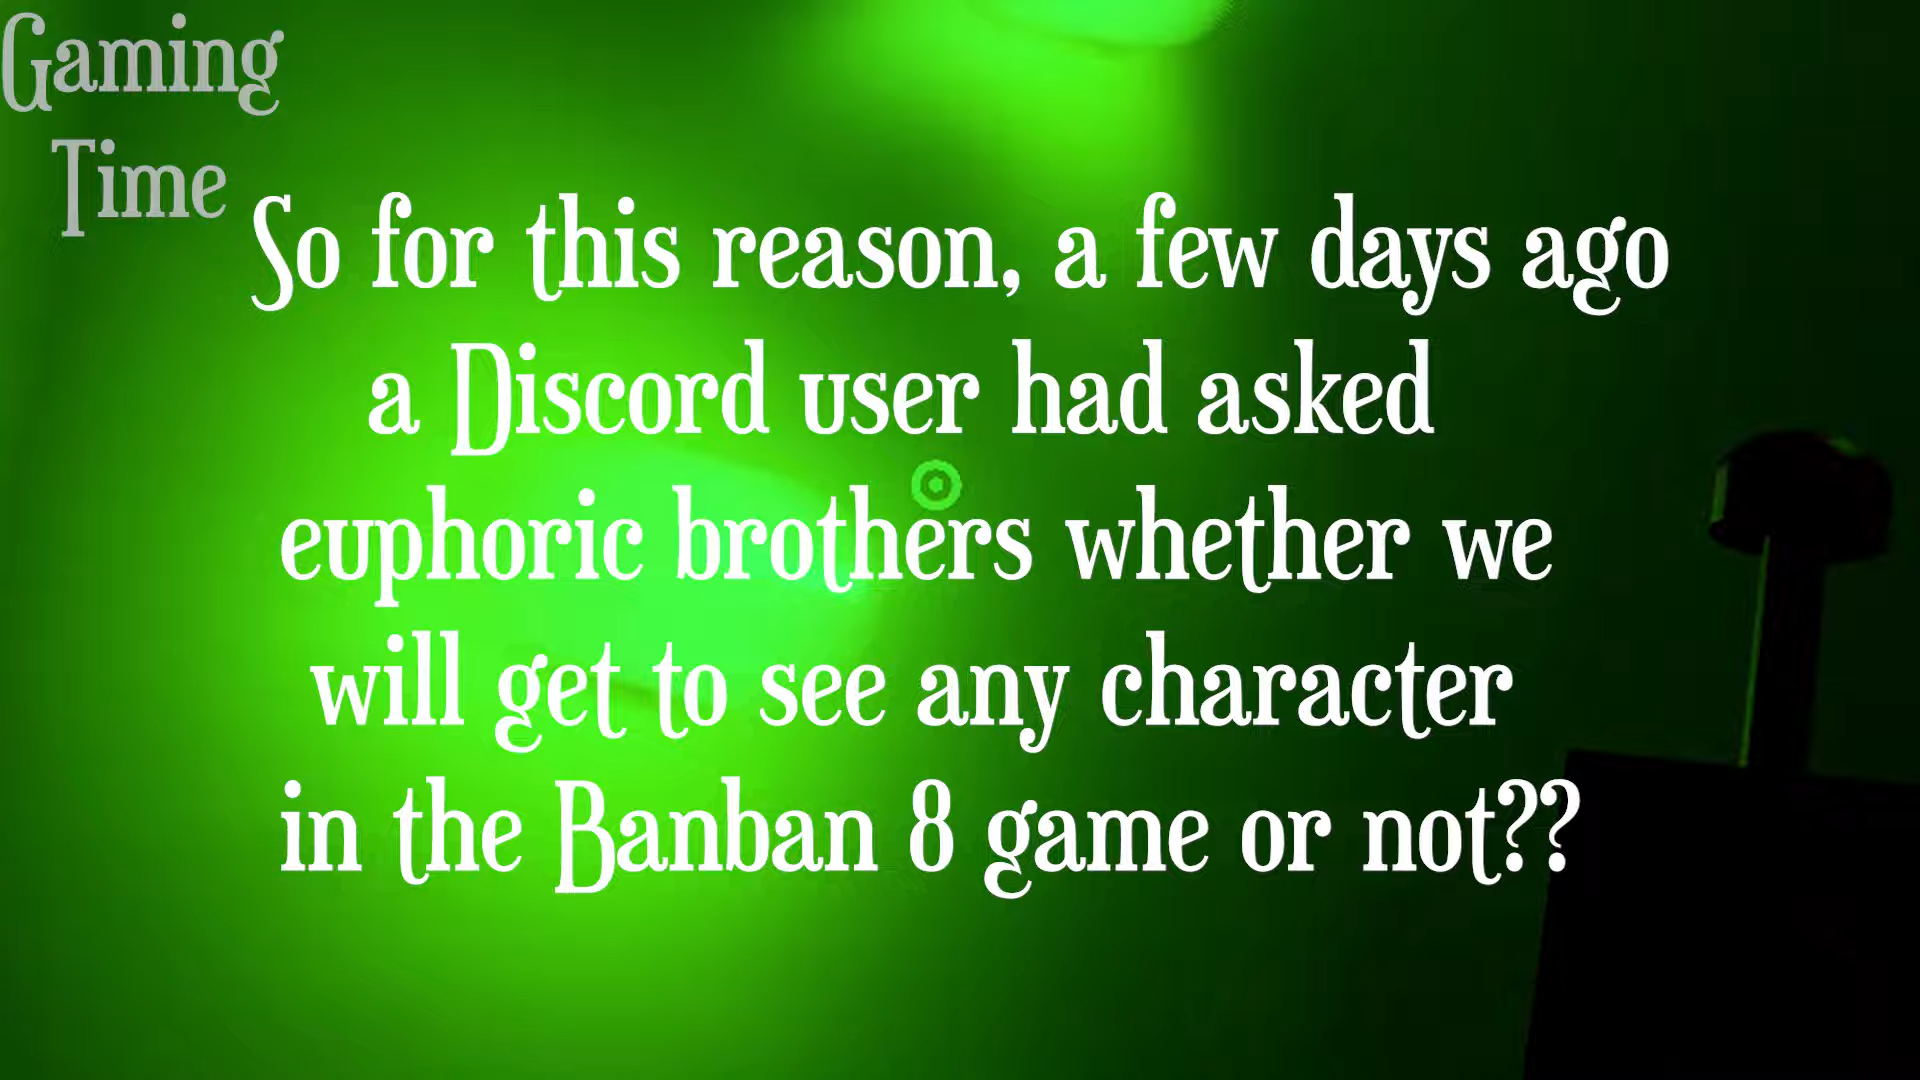 Gaming
Time
So for this reason, a few days ago
a Discord user had asked
euphoric brothers whether we
will get to see any character
in the Banban 8 game or not??